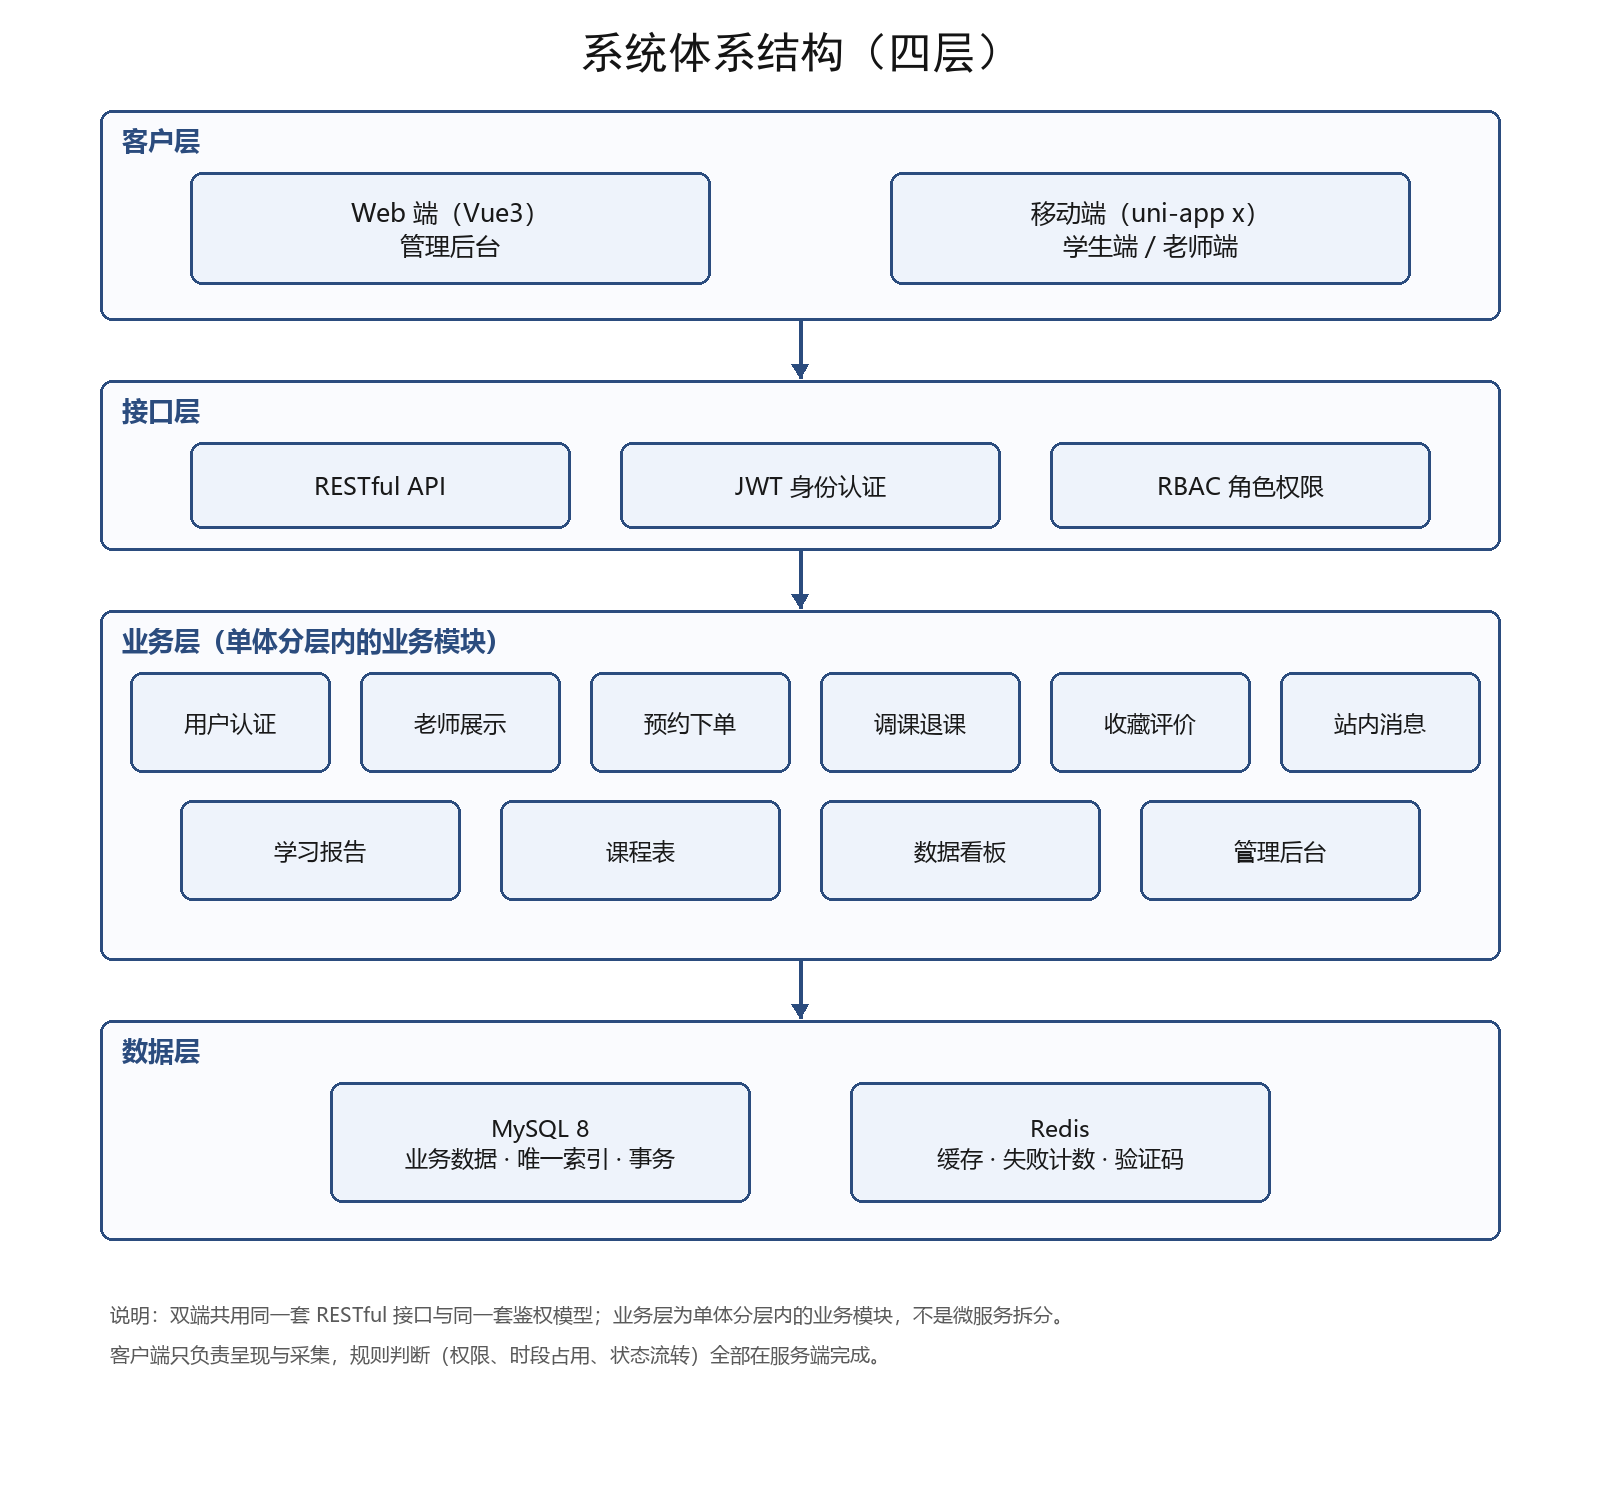 系统体系结构（四层）
客户层
Web 端（Vue3）
管理后台
移动端（uni-app x）
学生端 / 老师端
接口层
RESTful API
JWT 身份认证
RBAC 角色权限
业务层（单体分层内的业务模块）
用户认证
老师展示
预约下单
调课退课
收藏评价
站内消息
学习报告
课程表
数据看板
管理后台
数据层
MySQL 8
业务数据 · 唯一索引 · 事务
Redis
缓存 · 失败计数 · 验证码
说明：双端共用同一套 RESTful 接口与同一套鉴权模型；业务层为单体分层内的业务模块，不是微服务拆分。
客户端只负责呈现与采集，规则判断（权限、时段占用、状态流转）全部在服务端完成。